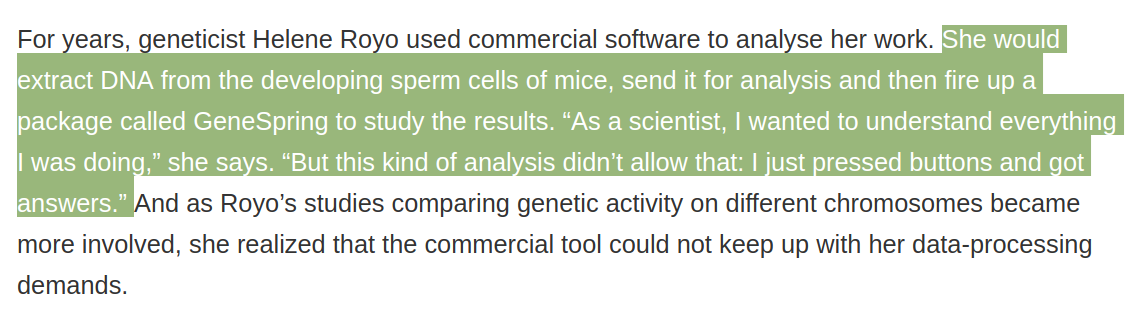 For years, geneticist Helene Royo used commercial software to analyse her work. She would
extract DNA from the developing sperm cells of mice, send it for analysis and then fire up a
package called GeneSpring to study the results. “As a scientist, I wanted to understand everything
I was doing,” she says. “But this kind of analysis didn’t allow that: I just pressed buttons and got
answers.” And as Royo’s studies comparing genetic activity on different chromosomes became
more involved, she realized that the commercial tool could not keep up with her data-processing
demands.